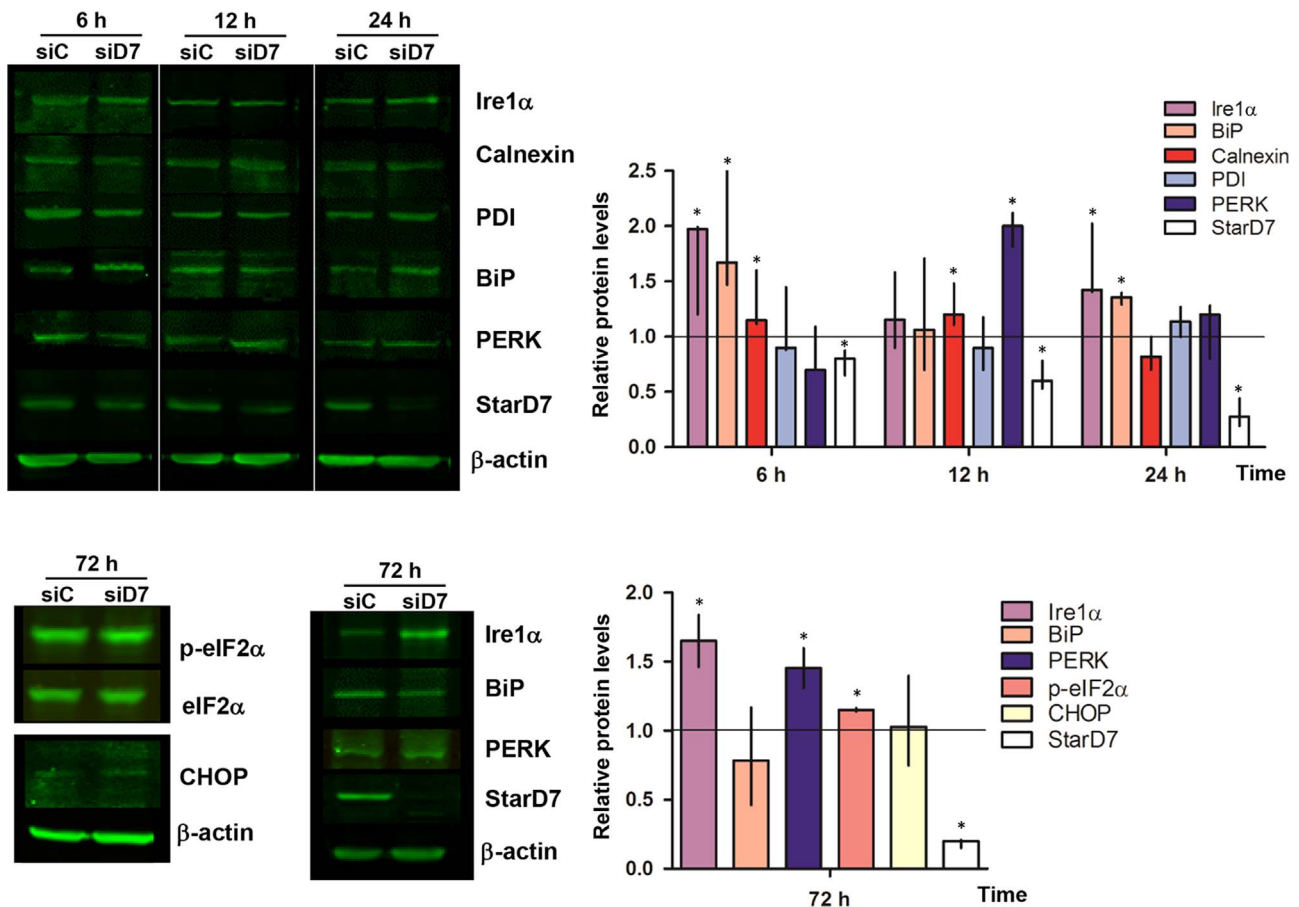 6 h 12 h 24 h
siC siD7 siC siD7 siC siD7
Ire1α
Calnexin
PDI
BiP
PERK
StarD7
β-actin
Ire1α
BiP
Calnexin
PDI
PERK
StarD7
Relative protein levels
2.5
2.0
1.5
1.0
0.5
0.0
* * * * * * * * * *
6 h 12 h 24 h Time
72 h
siC siD7
p-eIF2α
eIF2α
CHOP
β-actin
72 h
siC siD7
Ire1α
BiP
PERK
StarD7
β-actin
Relative protein levels
2.0
1.5
1.0
0.5
0.0
* * * *
72 h Time
Ire1α
BiP
PERK
p-eIF2α
CHOP
StarD7